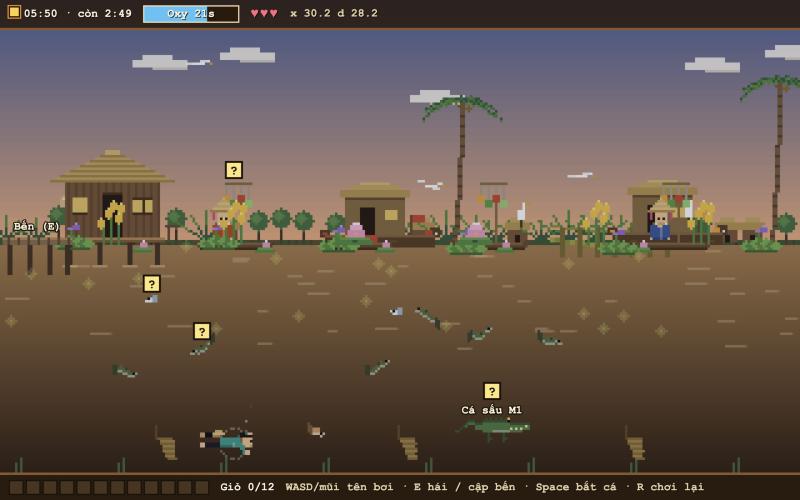 05:50 · còn 2:49 Oxy 21s ♥♥♥ x 30.2 d 28.2
?
Bến (E)
?
?
?
Cá sấu M1
Giỏ 0/12 WASD/mũi tên bơi · E hái / cập bến · Space bắt cá · R chơi lại